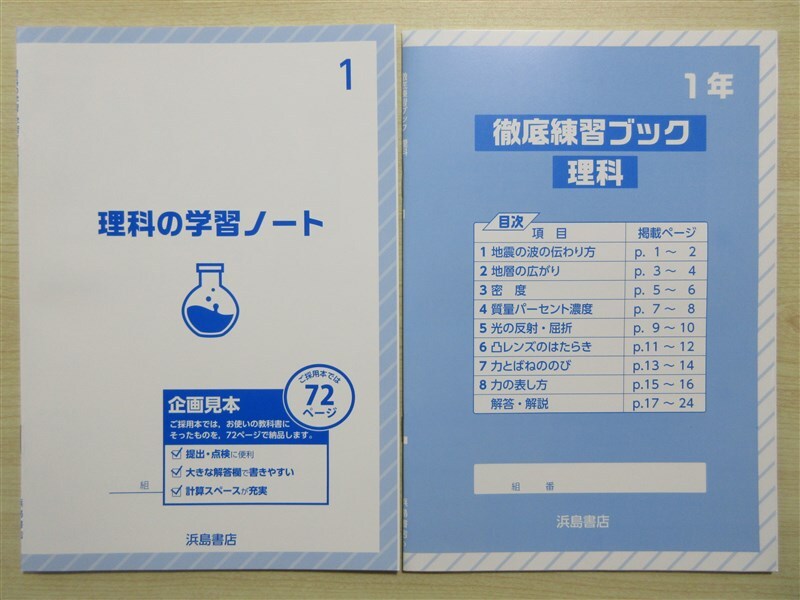 1
理科の学習ノート
ご採用本では
72
ページ
企画見本
ご採用本では、お使いの教科書に
そったものを、72ページで納品します。
提出・点検に便利
大きな解答欄で書きやすい
計算スペースが充実
組
浜島書店
1年
徹底練習ブック
理科
目次
項 目 掲載ページ
1 地震の波の伝わり方 p. 1 ～ 2
2 地層の広がり p. 3 ～ 4
3 密 度 p. 5 ～ 6
4 質量パーセント濃度 p. 7 ～ 8
5 光の反射・屈折 p. 9 ～ 10
6 凸レンズのはたらき p.11 ～ 12
7 力とばねののび p.13 ～ 14
8 力の表し方 p.15 ～ 16
解答・解説 p.17 ～ 24
組 番
浜島書店